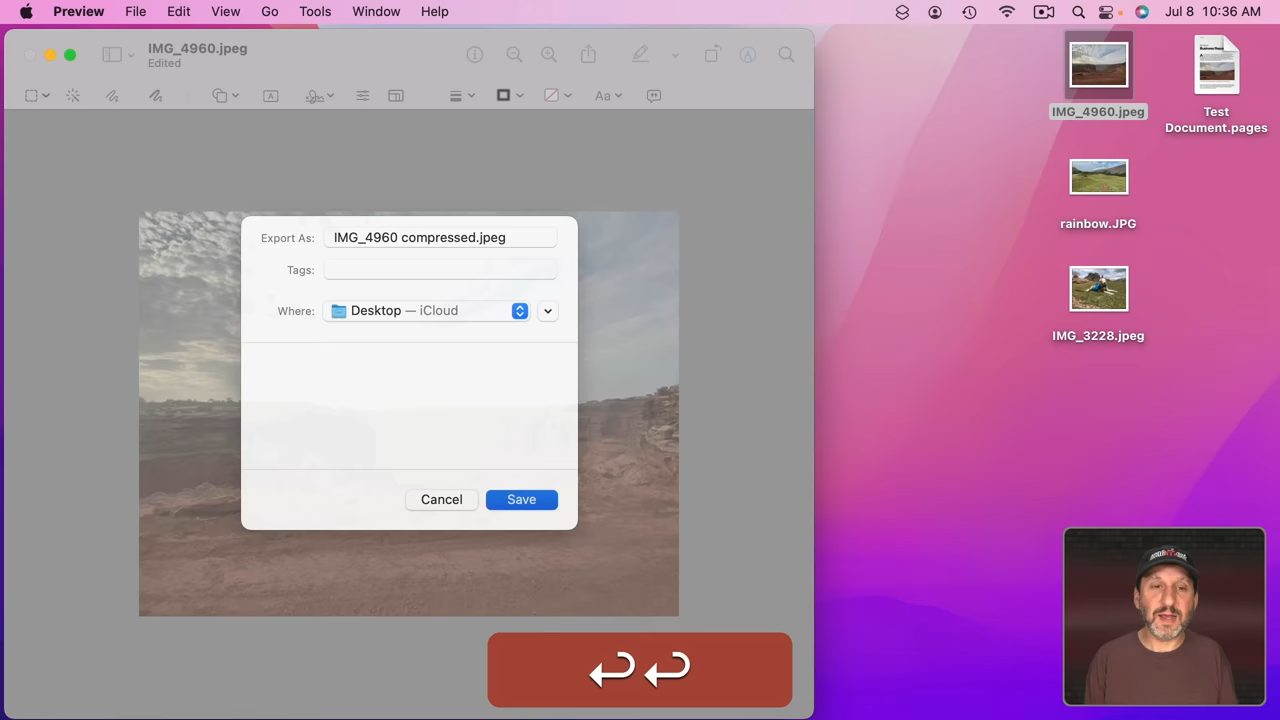 Preview File Edit View Go Tools Window Help
Jul 8 10:36 AM
IMG_4960.jpeg
Edited
Aa
Export As: IMG_4960 compressed.jpeg
Tags:
Where: Desktop — iCloud
Cancel Save
IMG_4960.jpeg
Test
Document.pages
rainbow.JPG
IMG_3228.jpeg